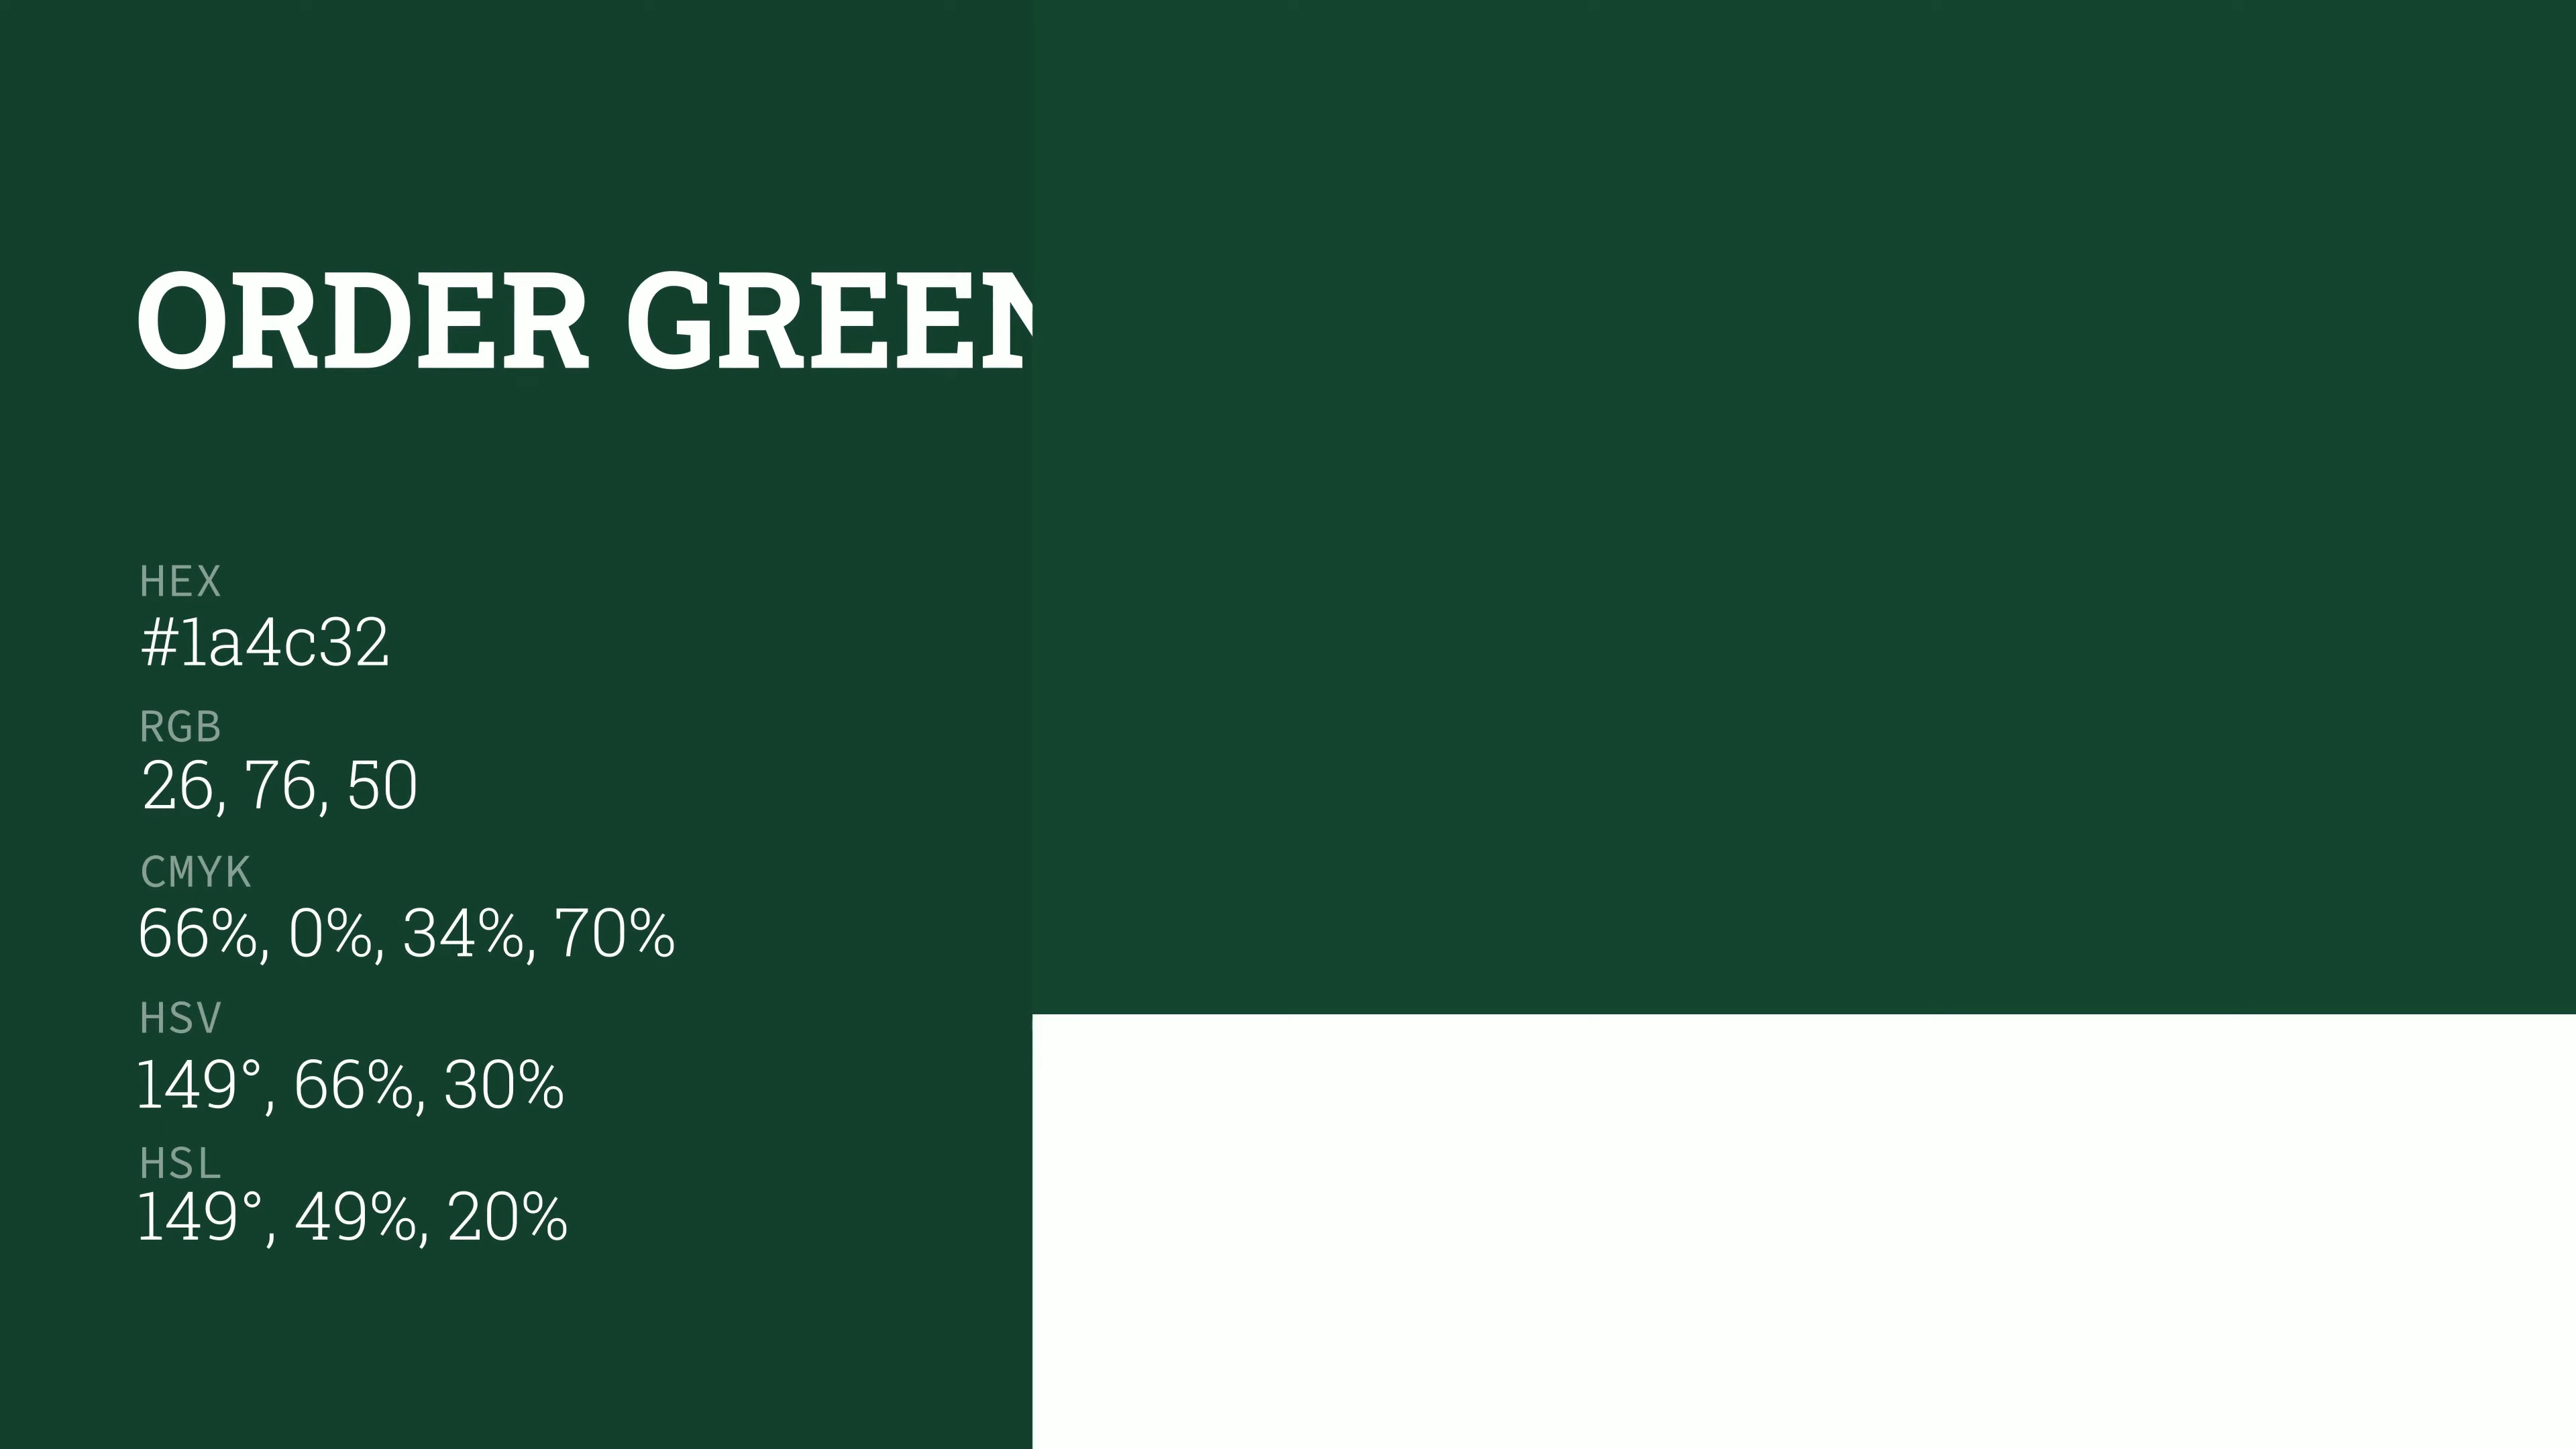 ORDER GREEN
HEX
#1a4c32
RGB
26, 76, 50
CMYK
66%, 0%, 34%, 70%
HSV
149°, 66%, 30%
HSL
149°, 49%, 20%